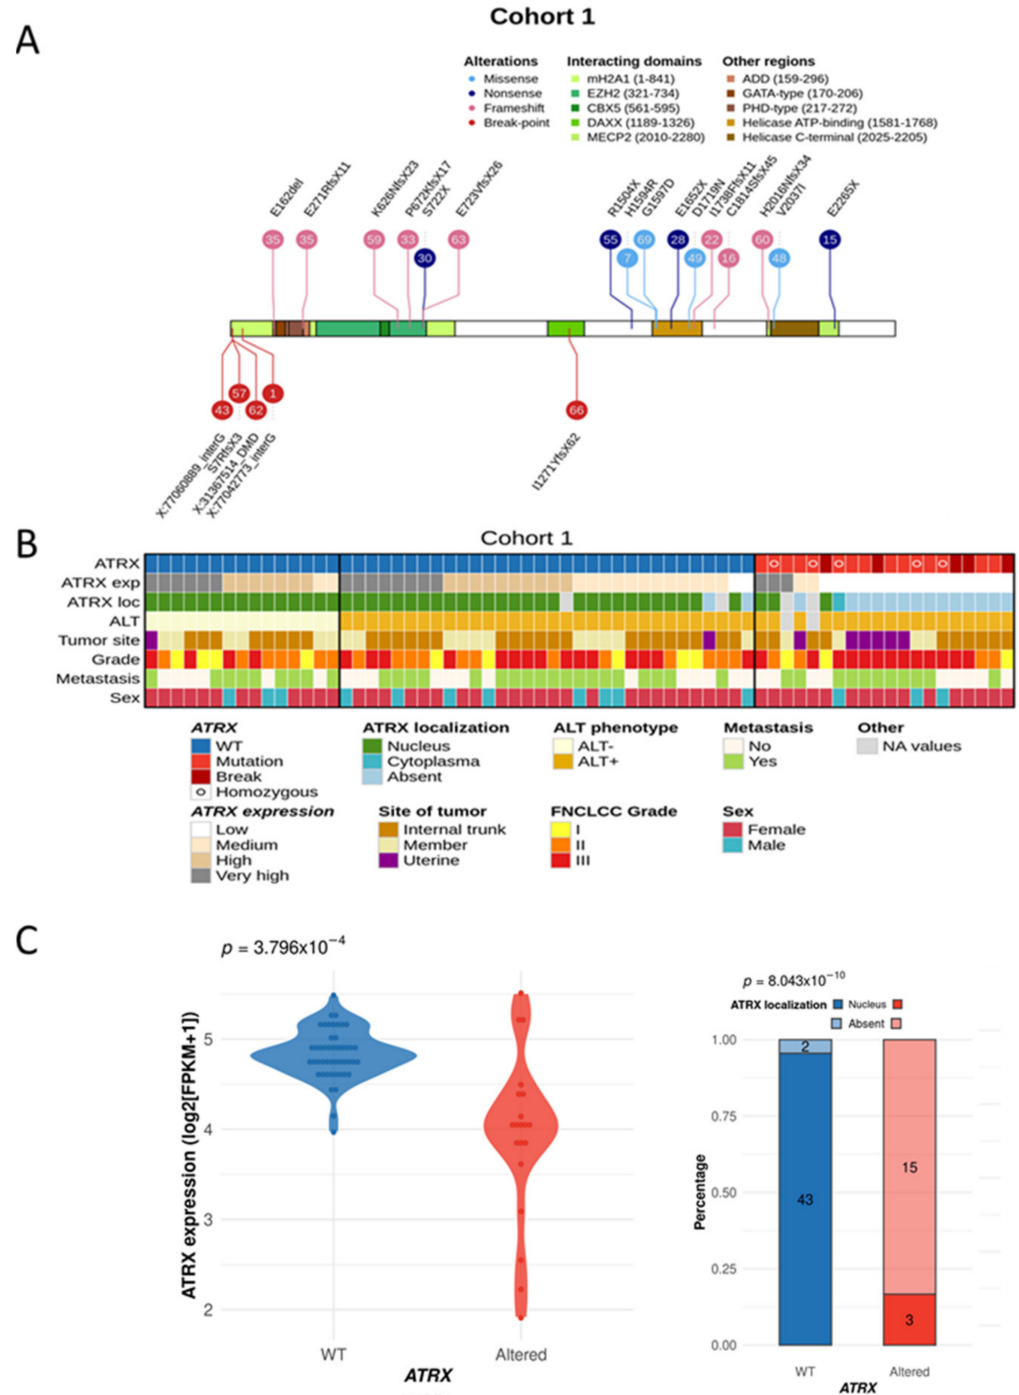 Cohort 1
A
Alterations
Missense
Nonsense
Frameshift
Break-point
Interacting domains
mH2A1 (1-841)
EZH2 (321-734)
CBX5 (561-595)
DAXX (1189-1326)
MECP2 (2010-2280)
Other regions
ADD (159-296)
GATA-type (170-206)
PHD-type (217-272)
Helicase ATP-binding (1581-1768)
Helicase C-terminal (2025-2205)
E162del
E271RfsX11
K626NfsX23
P672KfsX17
S722X
E723VfsX26
R1504X
H1594R
G1597D
E1652X
D1719N
I1738FfsX11
C1814SfsX45
H2016NfsX34
V2037I
E2265X
35 35 59 33 63 55 69 28 22 60 15
30 7 49 16 48
57 1
43 62 66
X:77060889_interG
S7RfsX3
X:31367514_DMD
X:77042773_interG
I1271YfsX62
B
Cohort 1
ATRX
ATRX exp
ATRX loc
ALT
Tumor site
Grade
Metastasis
Sex
ATRX
WT
Mutation
Break
Homozygous
ATRX localization
Nucleus
Cytoplasma
Absent
ALT phenotype
ALT-
ALT+
Metastasis
No
Yes
Other
NA values
ATRX expression
Low
Medium
High
Very high
Site of tumor
Internal trunk
Member
Uterine
FNCLCC Grade
I
II
III
Sex
Female
Male
C
p = 3.796x10⁻⁴
ATRX expression (log2[FPKM+1])
5
4
3
2
WT Altered
ATRX
p = 8.043x10⁻¹⁰
ATRX localization Nucleus
Absent
Percentage
1.00
0.75
0.50
0.25
0.00
2
43
15
3
WT Altered
ATRX